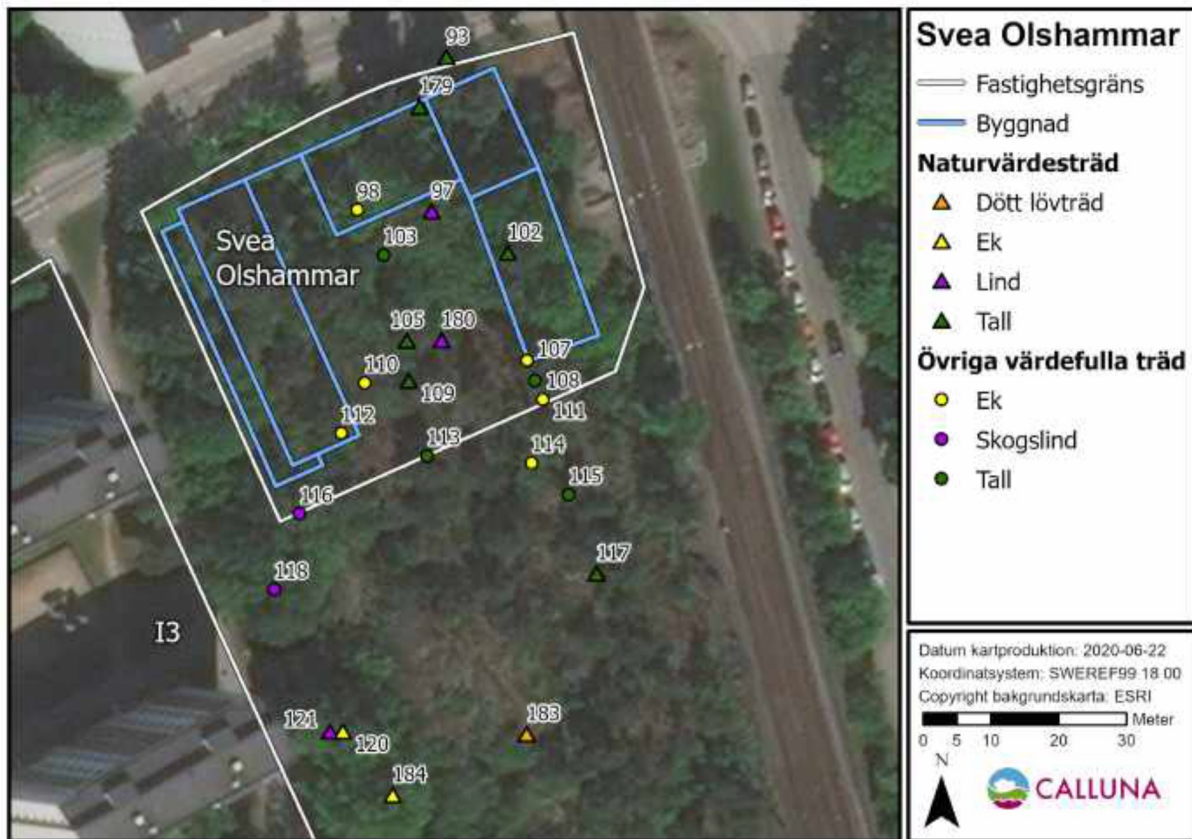 93
179
98
97
103
102
Svea
Olshammar
105
180
107
110
108
109
111
112
113
114
115
116
117
118
I3
121
120
183
184
Svea Olshammar
Fastighetsgräns
Byggnad
Naturvärdesträd
Dött lövträd
Ek
Lind
Tall
Övriga värdefulla träd
Ek
Skogslind
Tall
Datum kartproduktion: 2020-06-22
Koordinatsystem: SWEREF99 18 00
Copyright bakgrundskarta: ESRI
Meter
0 5 10 20 30
N
CALLUNA